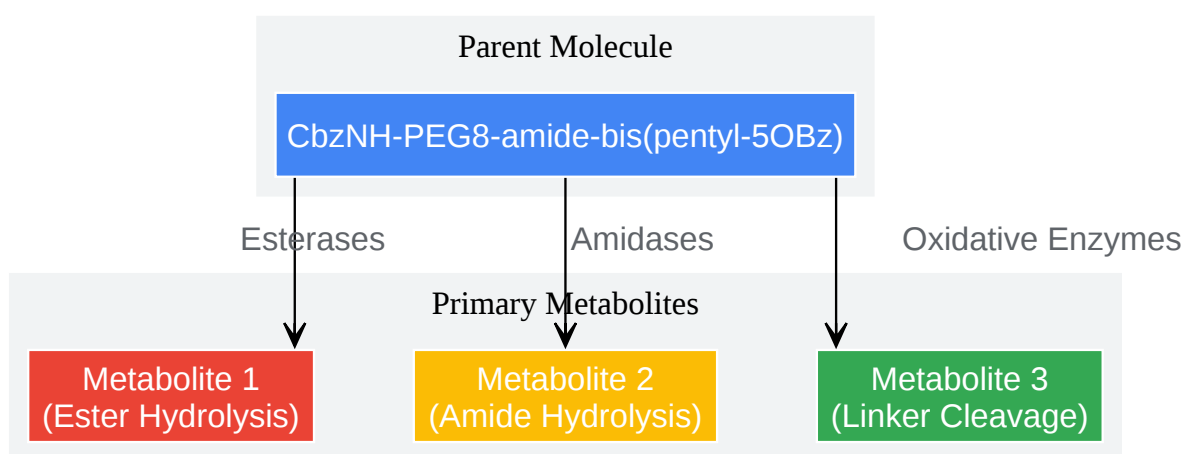 Parent Molecule
CbzNH-PEG8-amide-bis(pentyl-5OBz)
Esterases
Amidases
Oxidative Enzymes
Primary Metabolites
Metabolite 1
(Ester Hydrolysis)
Metabolite 2
(Amide Hydrolysis)
Metabolite 3
(Linker Cleavage)